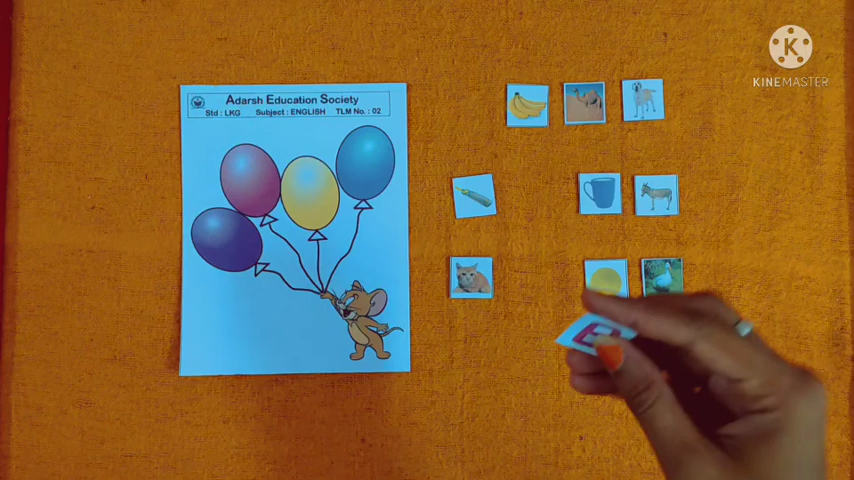 Adarsh Education Society
Std : LKG Subject : ENGLISH TLM No. : 02
KINEMASTER